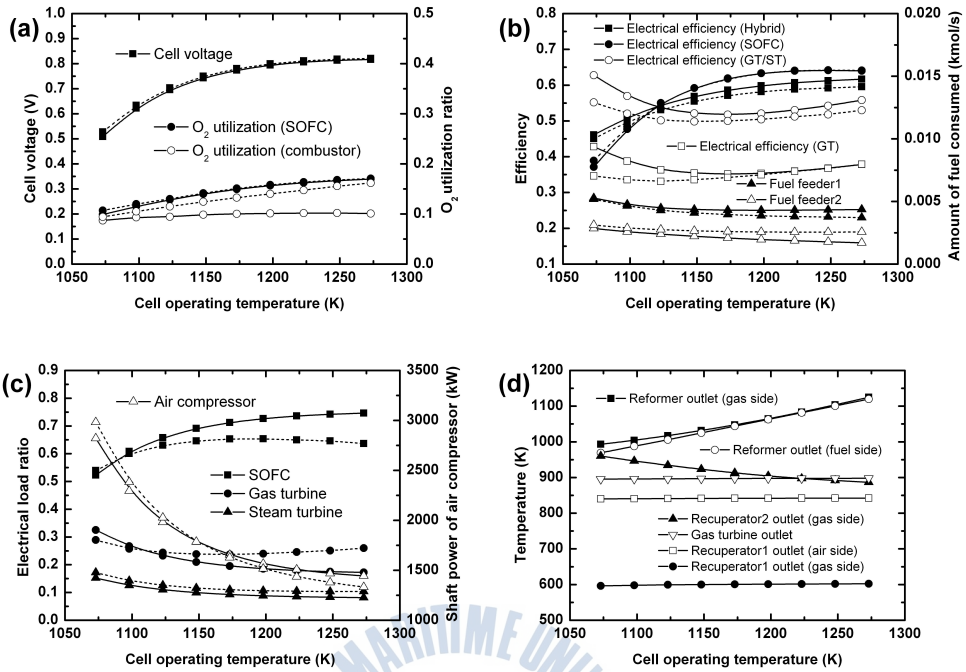 (a)
Cell voltage
O2 utilization (SOFC)
O2 utilization (combustor)
Cell voltage (V)
O2 utilization ratio
1.0
0.9
0.8
0.7
0.6
0.5
0.4
0.3
0.2
0.1
0.0
0.5
0.4
0.3
0.2
0.1
0.0
1050 1100 1150 1200 1250 1300
Cell operating temperature (K)
(b)
Electrical efficiency (Hybrid)
Electrical efficiency (SOFC)
Electrical efficiency (GT/ST)
Electrical efficiency (GT)
Fuel feeder1
Fuel feeder2
Efficiency
Amount of fuel consumed (kmol/s)
0.8
0.7
0.6
0.5
0.4
0.3
0.2
0.1
0.020
0.015
0.010
0.005
0.000
1050 1100 1150 1200 1250 1300
Cell operating temperature (K)
(c)
Air compressor
SOFC
Gas turbine
Steam turbine
Electrical load ratio
Shaft power of air compressor (kW)
0.9
0.8
0.7
0.6
0.5
0.4
0.3
0.2
0.1
0.0
3500
3000
2500
2000
1500
1000
1050 1100 1150 1200 1250 1300
Cell operating temperature (K)
(d)
Reformer outlet (gas side)
Reformer outlet (fuel side)
Recuperator2 outlet (gas side)
Gas turbine outlet
Recuperator1 outlet (air side)
Recuperator1 outlet (gas side)
Temperature (K)
1200
1100
1000
900
800
700
600
500
1050 1100 1150 1200 1250 1300
Cell operating temperature (K)